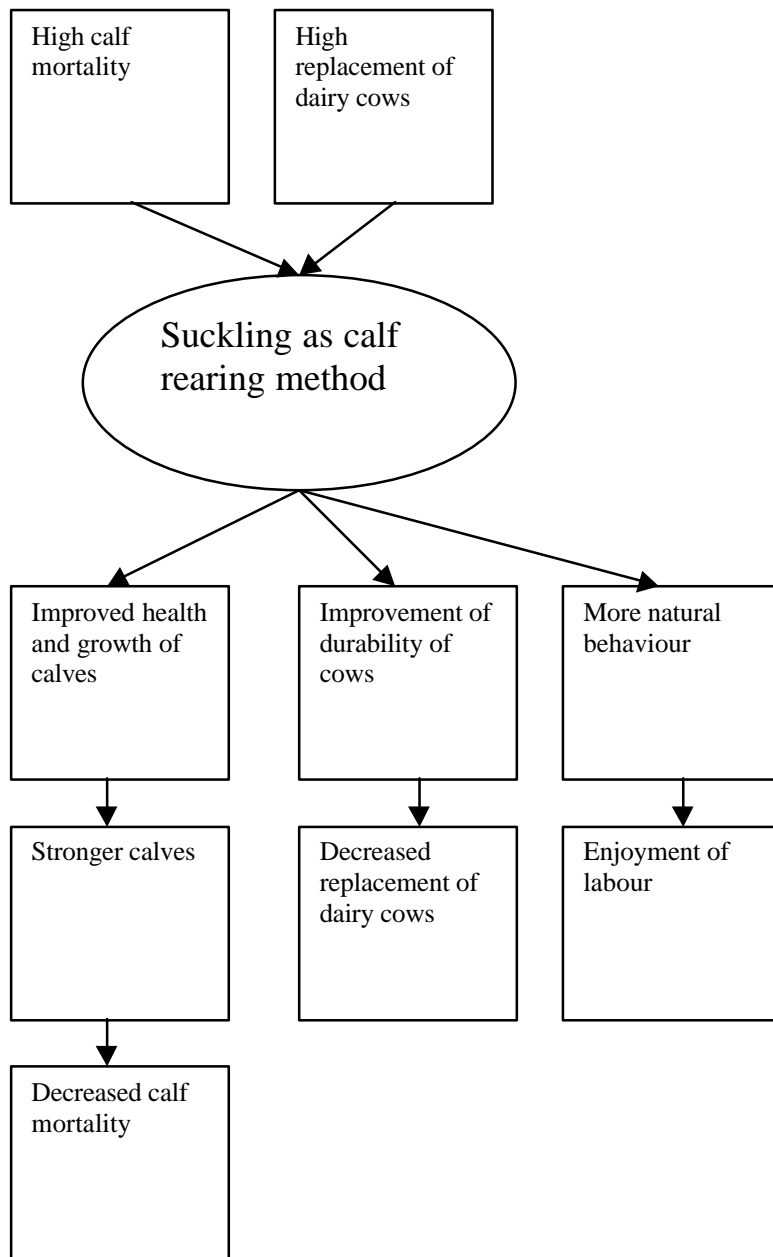 High calf
mortality
High
replacement of
dairy cows
Suckling as calf
rearing method
Improved health
and growth of
calves
Improvement of
durability of
cows
More natural
behaviour
Stronger calves
Decreased
replacement of
dairy cows
Enjoyment of
labour
Decreased calf
mortality